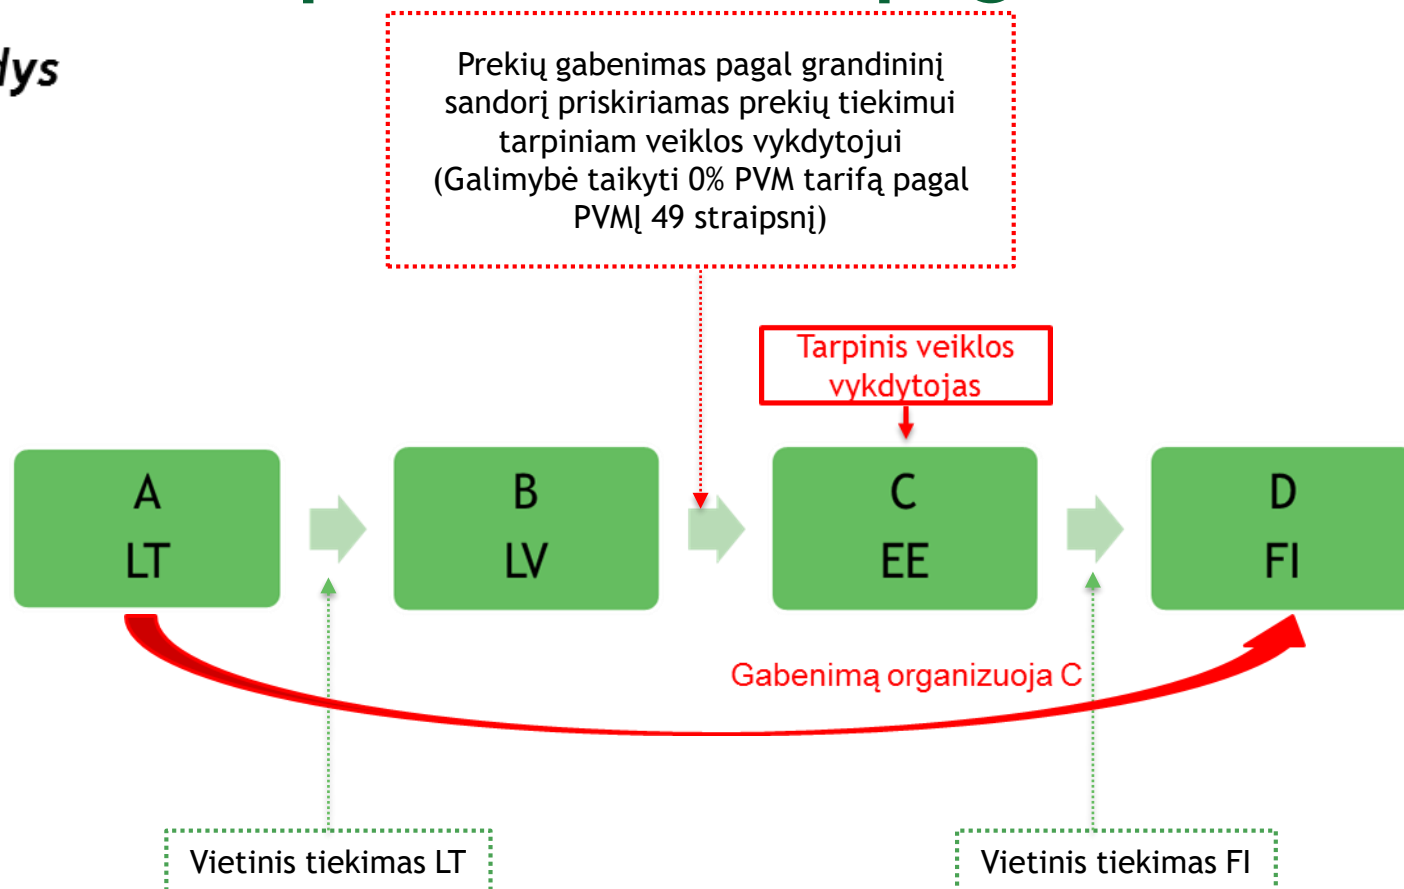 Prekių gabenimas pagal grandininį
sandorį priskiriamas prekių tiekimui
tarpiniam veiklos vykdytojui
(Galimybė taikyti 0% PVM tarifą pagal
PVMĮ 49 straipsnį)
Tarpinis veiklos
vykdytojas
A
LT
B
LV
C
EE
D
FI
Gabenimą organizuoja C
Vietinis tiekimas LT
Vietinis tiekimas FI